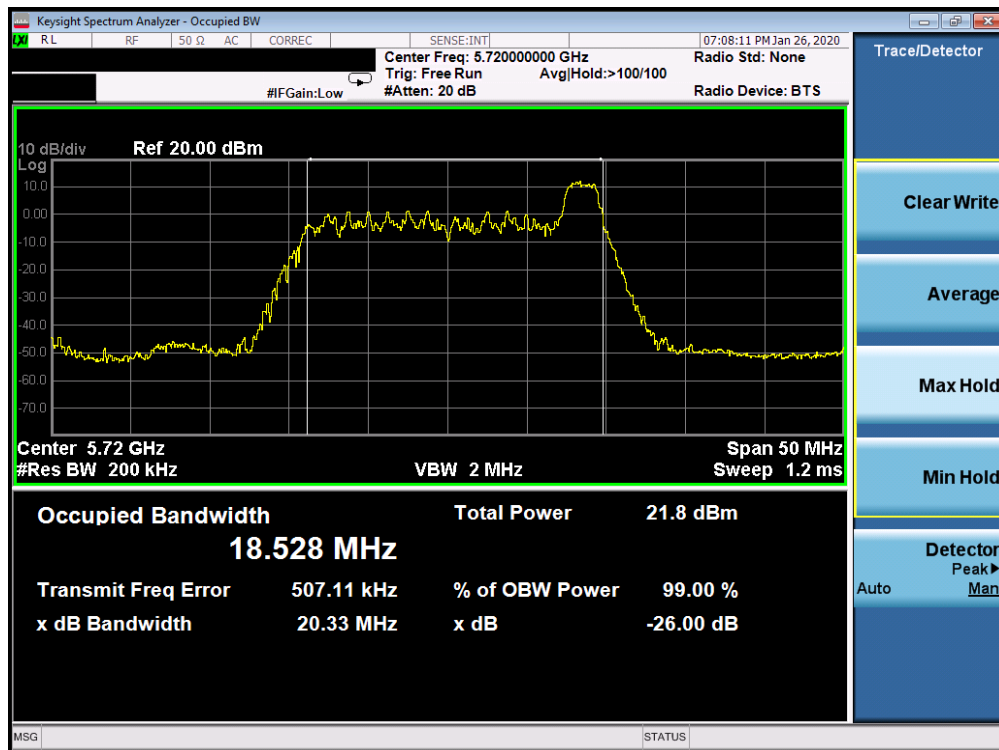 Keysight Spectrum Analyzer - Occupied BW
LXI RL RF 50 Ω AC CORREC SENSE:INT 07:08:11 PM Jan 26, 2020
Center Freq: 5.720000000 GHz Radio Std: None
Trig: Free Run Avg|Hold:>100/100
#IFGain:Low #Atten: 20 dB Radio Device: BTS
10 dB/div Ref 20.00 dBm
Log
10.0
0.00
-10.0
-20.0
-30.0
-40.0
-50.0
-60.0
-70.0
Center 5.72 GHz Span 50 MHz
#Res BW 200 kHz VBW 2 MHz Sweep 1.2 ms
Occupied Bandwidth Total Power 21.8 dBm
18.528 MHz
Transmit Freq Error 507.11 kHz % of OBW Power 99.00 %
x dB Bandwidth 20.33 MHz x dB -26.00 dB
MSG STATUS
Trace/Detector
Clear Write
Average
Max Hold
Min Hold
Detector
Peak▶
Auto Man